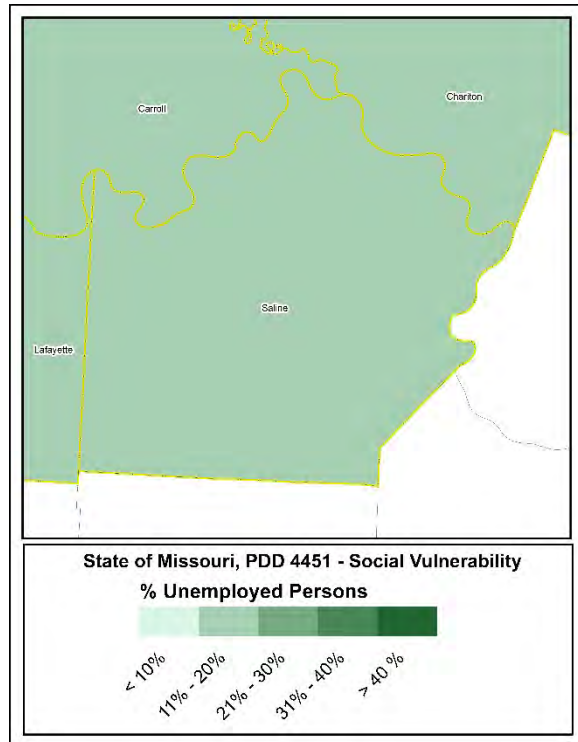 Carroll
Chariton
Saline
Lafayette
State of Missouri, PDD 4451 - Social Vulnerability
% Unemployed Persons
< 10%
11% - 20%
21% - 30%
31% - 40%
> 40 %